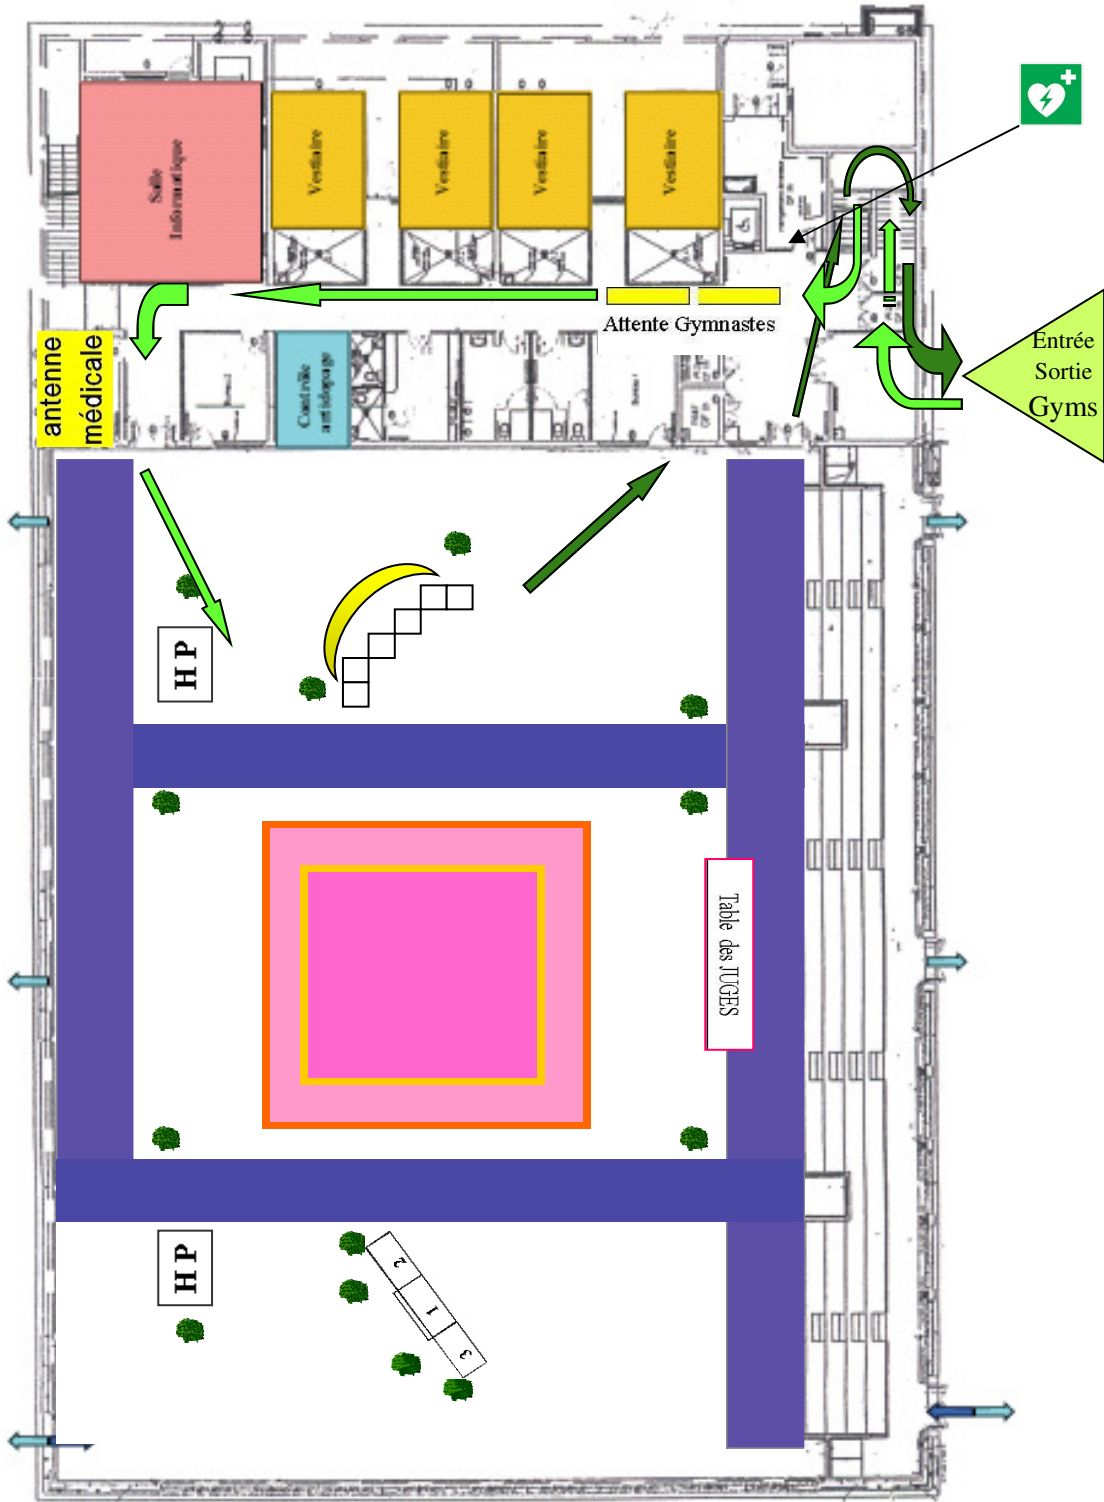 Salle
Informatique
Vestiaire
Vestiaire
Vestiaire
Vestiaire
Attente Gymnastes
Entrée
Sortie
Gyms
antenne
médicale
Contrôle
antidopage
H P
Table des JUGES
H P
2
1
3